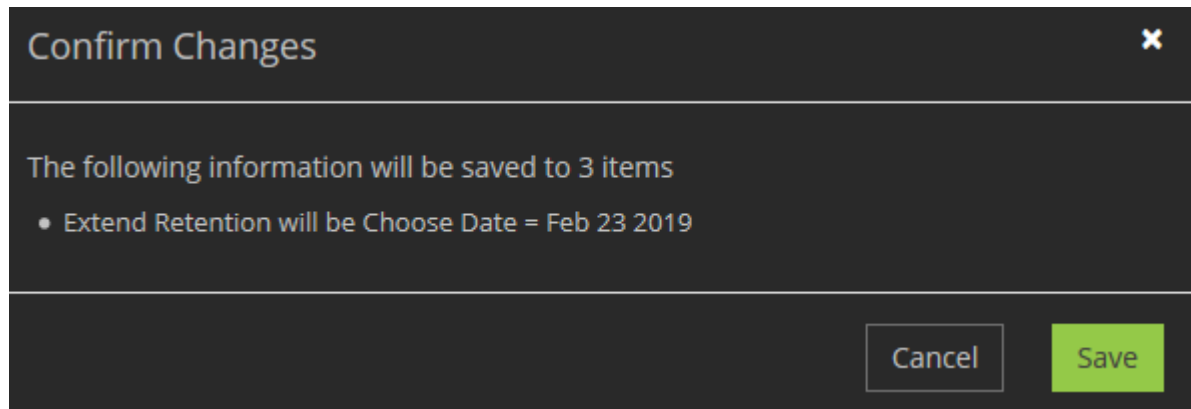 Confirm Changes
The following information will be saved to 3 items
Extend Retention will be Choose Date = Feb 23 2019
Cancel
Save